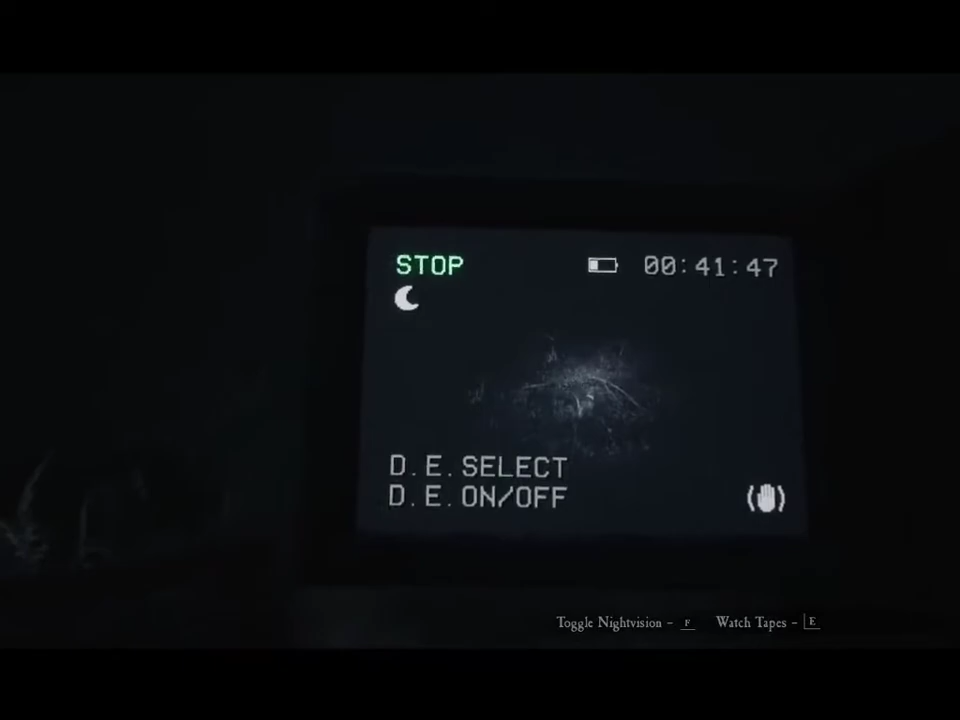 STOP
00:41:47
D.E.SELECT
D.E.ON/OFF
Toggle Nightvision - F Watch Tapes - E